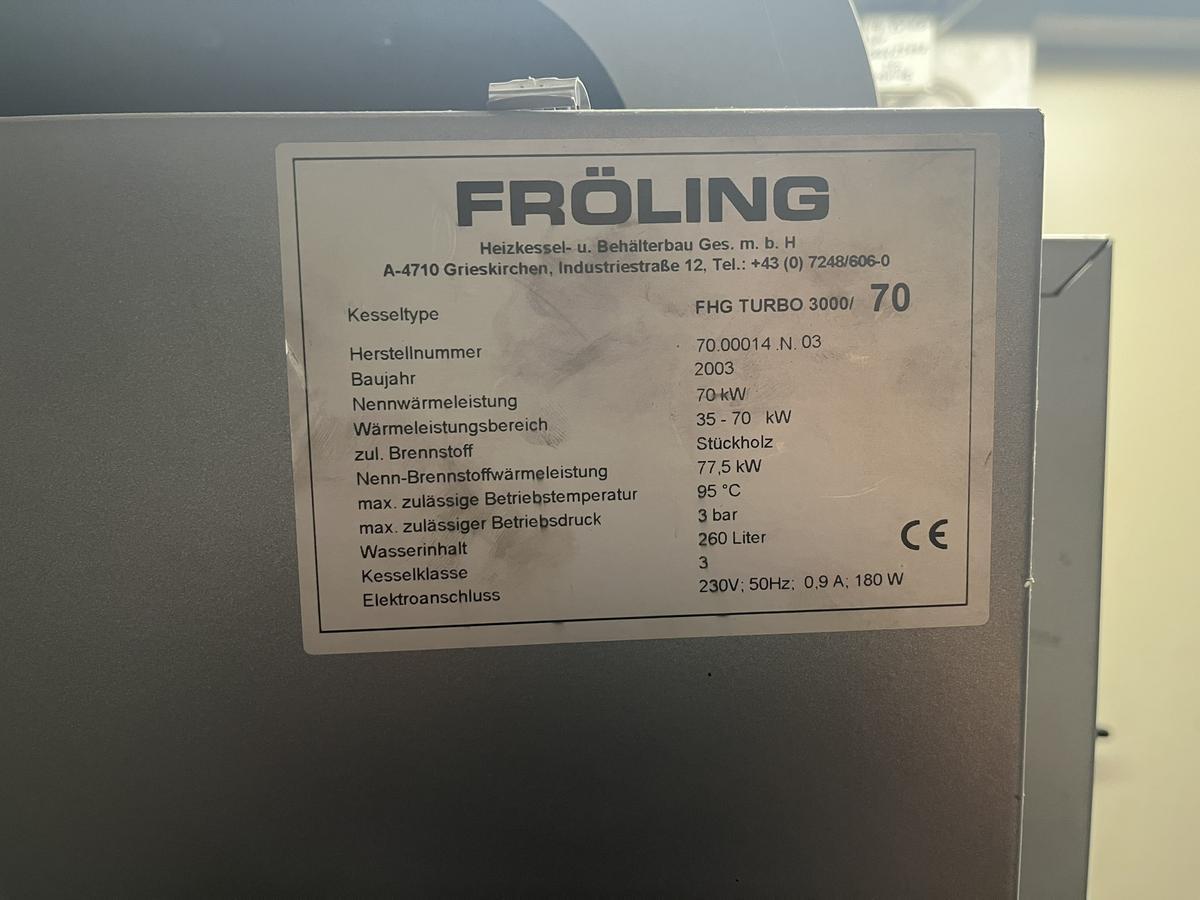 FRÖLING
Heizkessel- u. Behälterbau Ges. m. b. H
A-4710 Grieskirchen, Industriestraße 12, Tel.: +43 (0) 7248/606-0
Kesseltype FHG TURBO 3000/ 70
Herstellnummer 70.00014 .N. 03
Baujahr 2003
Nennwärmeleistung 70 kW
Wärmeleistungsbereich 35 - 70 kW
zul. Brennstoff Stückholz
Nenn-Brennstoffwärmeleistung 77,5 kW
max. zulässige Betriebstemperatur 95 °C
max. zulässiger Betriebsdruck 3 bar
Wasserinhalt 260 Liter
Kesselklasse 3
Elektroanschluss 230V; 50Hz; 0,9 A; 180 W
CE